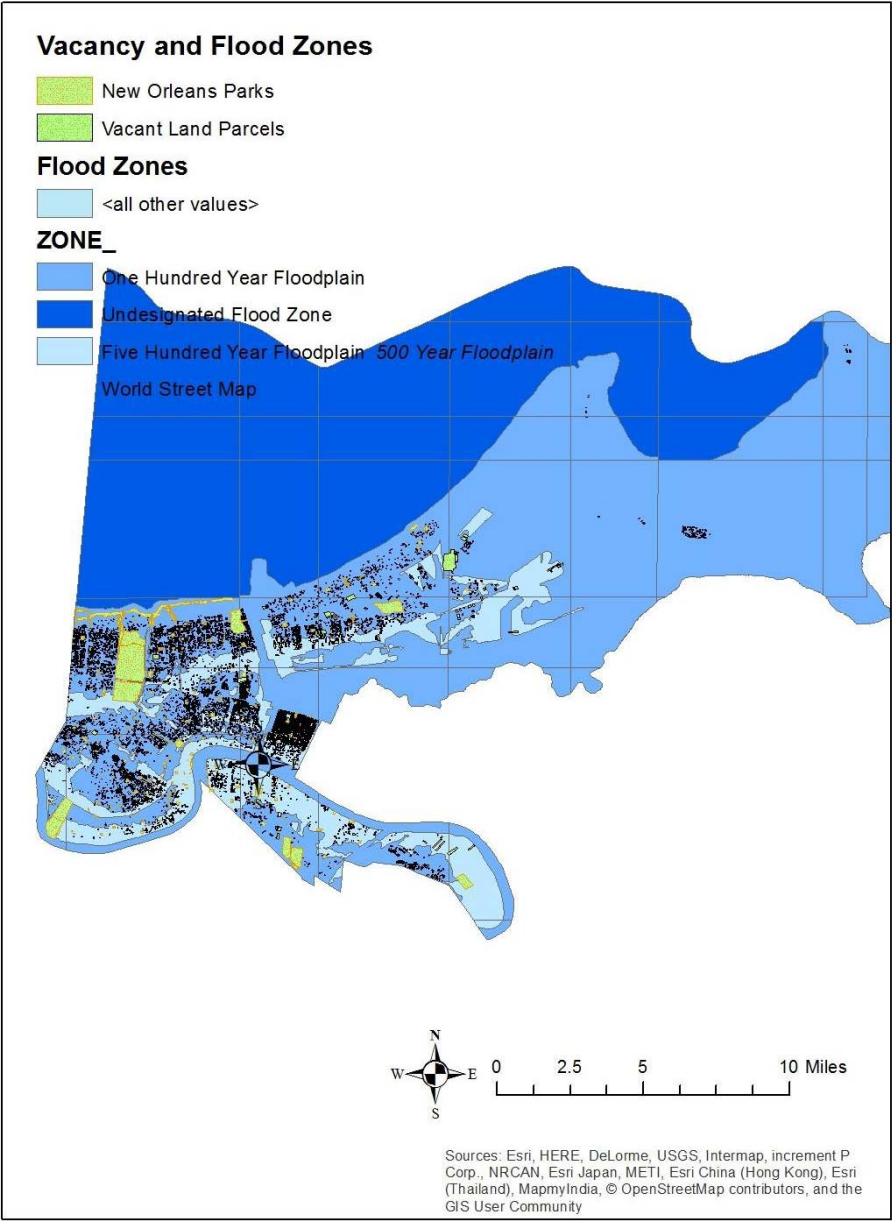 Vacancy and Flood Zones
New Orleans Parks
Vacant Land Parcels
Flood Zones
<all other values>
ZONE_
One Hundred Year Floodplain
Undesignated Flood Zone
Five Hundred Year Floodplain 500 Year Floodplain
World Street Map
N
W E
S
0 2.5 5 10 Miles
Sources: Esri, HERE, DeLorme, USGS, Intermap, increment P
Corp., NRCAN, Esri Japan, METI, Esri China (Hong Kong), Esri
(Thailand), MapmyIndia, © OpenStreetMap contributors, and the
GIS User Community